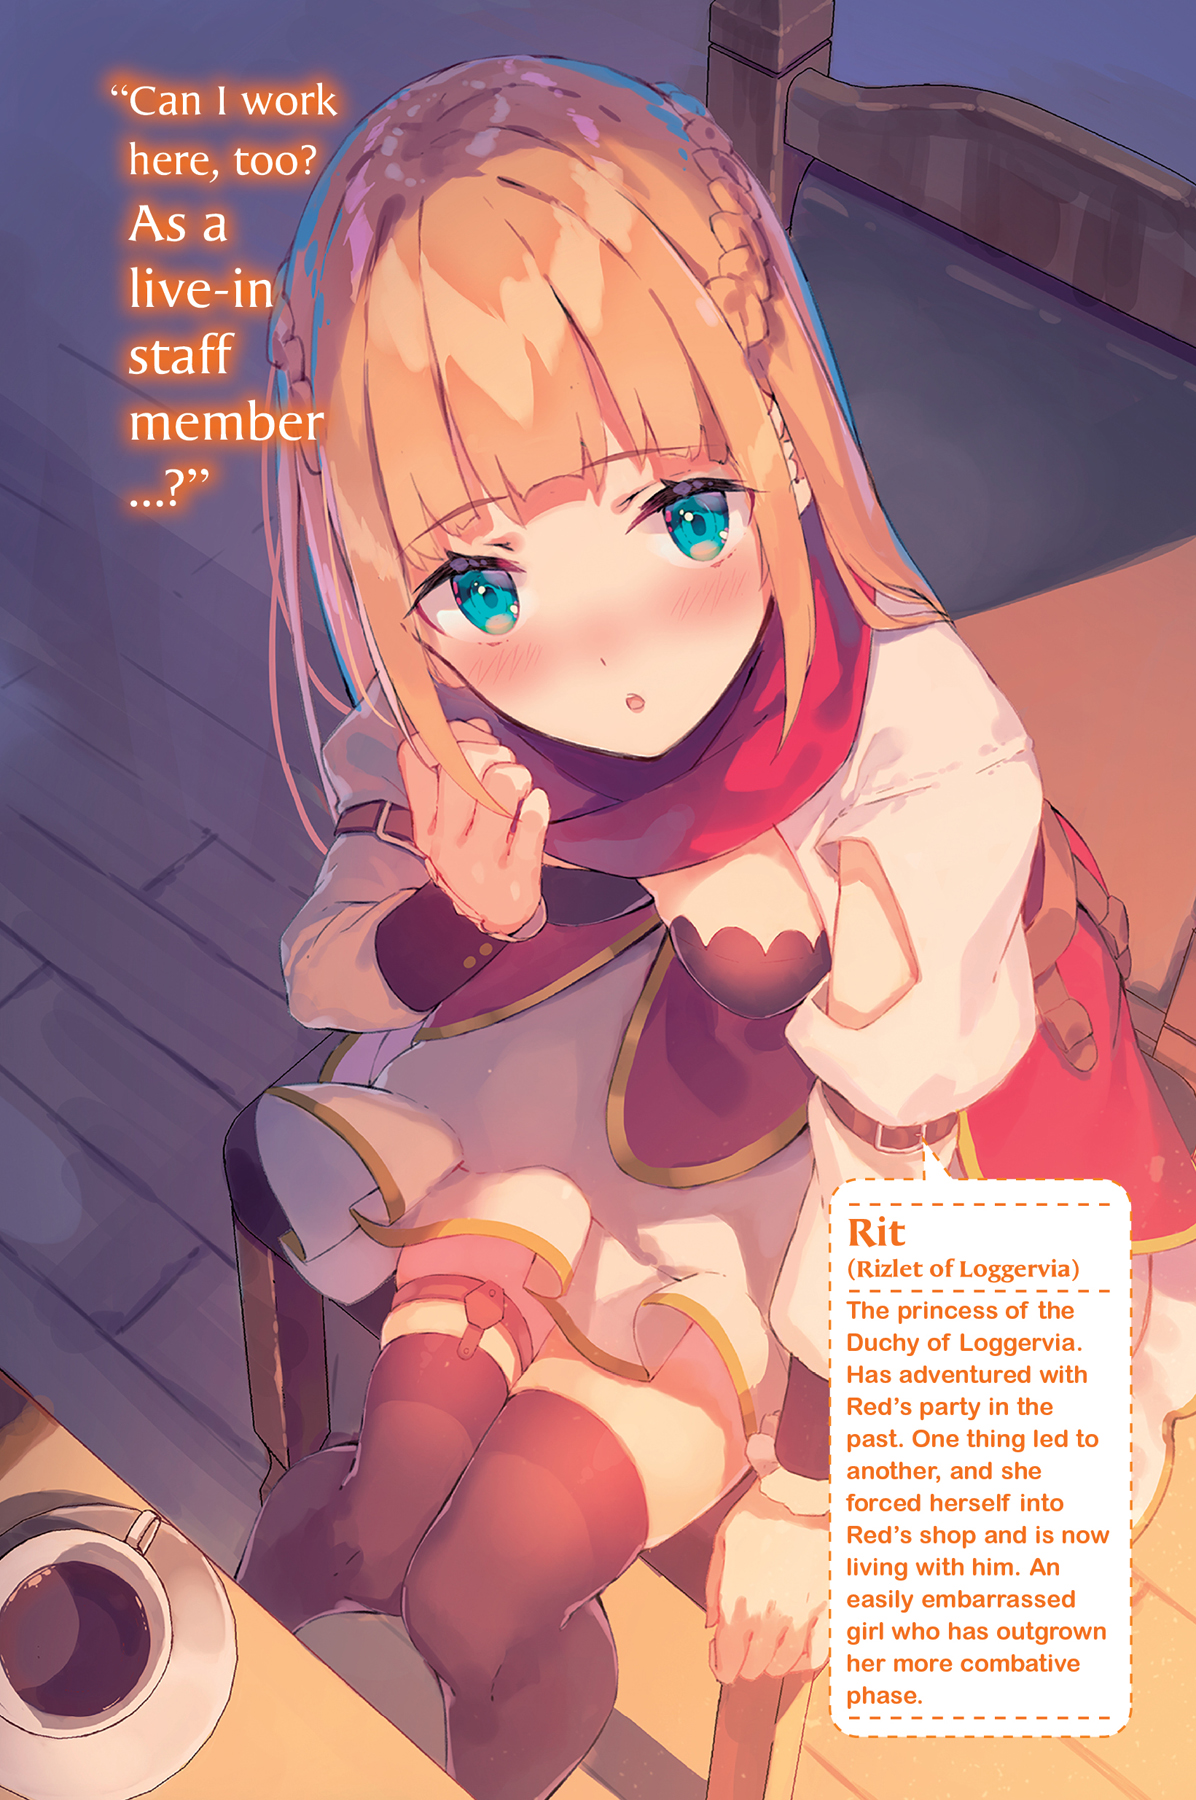 “Can I work
here, too?
As a
live-in
staff
member
...?”
Rit
(Rizlet of Loggervia)
The princess of the
Duchy of Loggervia.
Has adventured with
Red’s party in the
past. One thing led to
another, and she
forced herself into
Red’s shop and is now
living with him. An
easily embarrassed
girl who has outgrown
her more combative
phase.